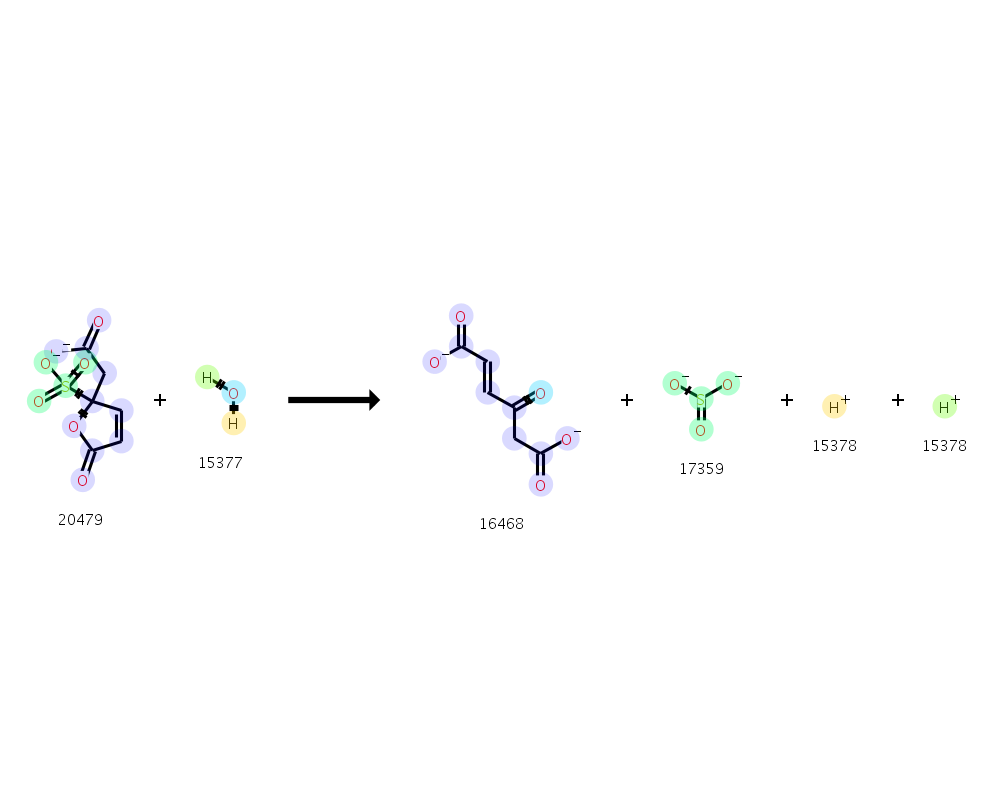 O
O⁻ O
S
O
O
O
20479
+
H
O
H
15377
O
O⁻
O
O⁻
O
16468
+
O⁻ O⁻
S
O
17359
+
H⁺
15378
+
H⁺
15378